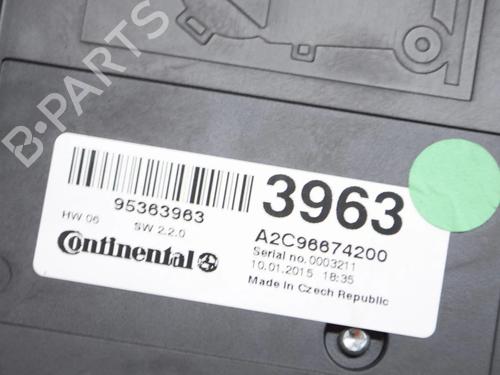 B-PARTS
95363963
HW 06
SW 2.2.0
Continental
3963
A2C96674200
Serial no. 0003211
10.01.2015 18:35
Made in Czech Republic